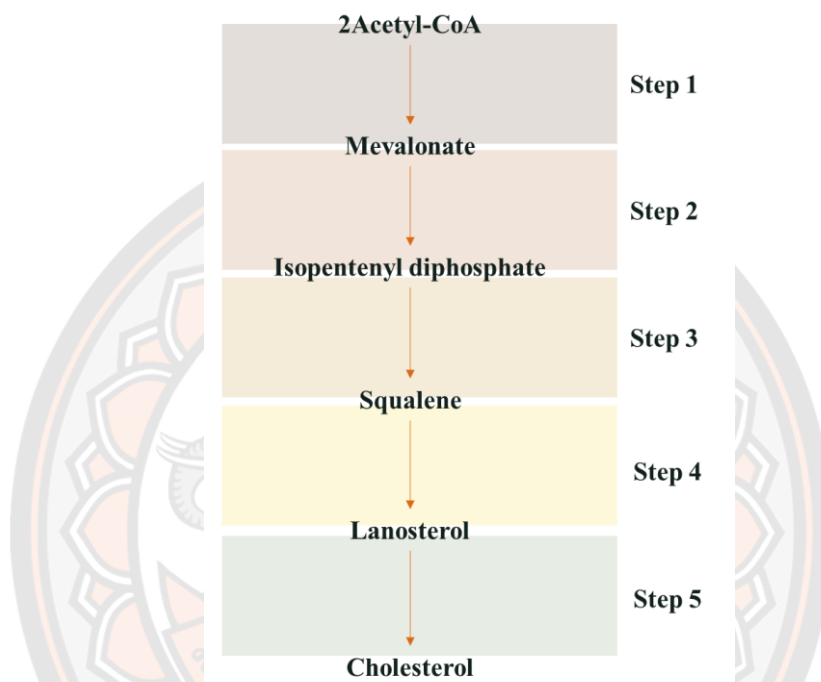 2Acetyl-CoA
Step 1
Mevalonate
Step 2
Isopentenyl diphosphate
Step 3
Squalene
Step 4
Lanosterol
Step 5
Cholesterol